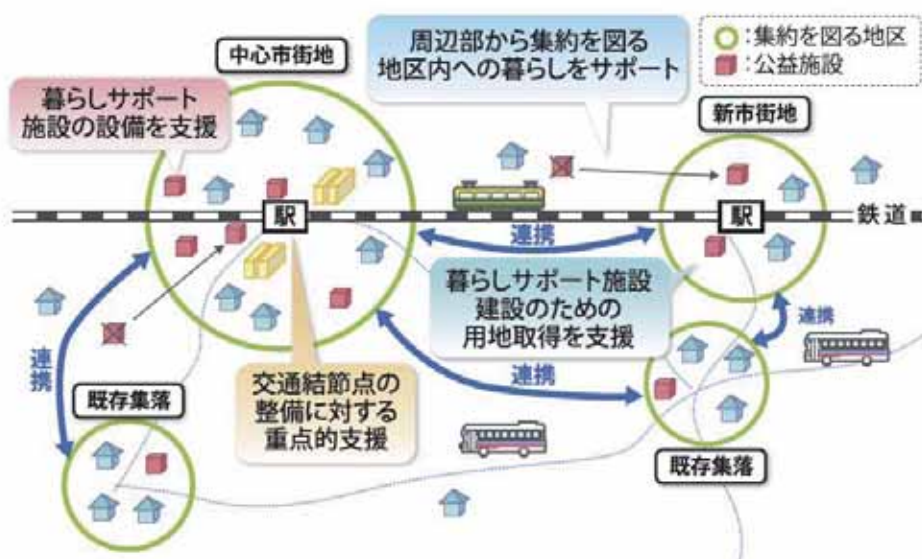 中心市街地
周辺部から集約を図る
地区内への暮らしをサポート
:集約を図る地区
:公益施設
暮らしサポート
施設の設備を支援
新市街地
駅
駅
鉄道
連携
暮らしサポート施設
建設のための
用地取得を支援
連携
連携
連携
交通結節点の
整備に対する
重点的支援
既存集落
既存集落